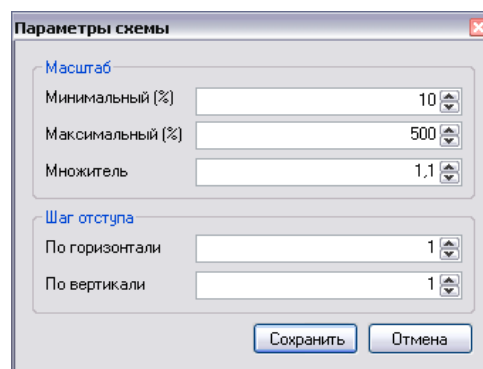 Параметры схемы
Масштаб
Минимальный (%) 10
Максимальный (%) 500
Множитель 1,1
Шаг отступа
По горизонтали 1
По вертикали 1
Сохранить Отмена